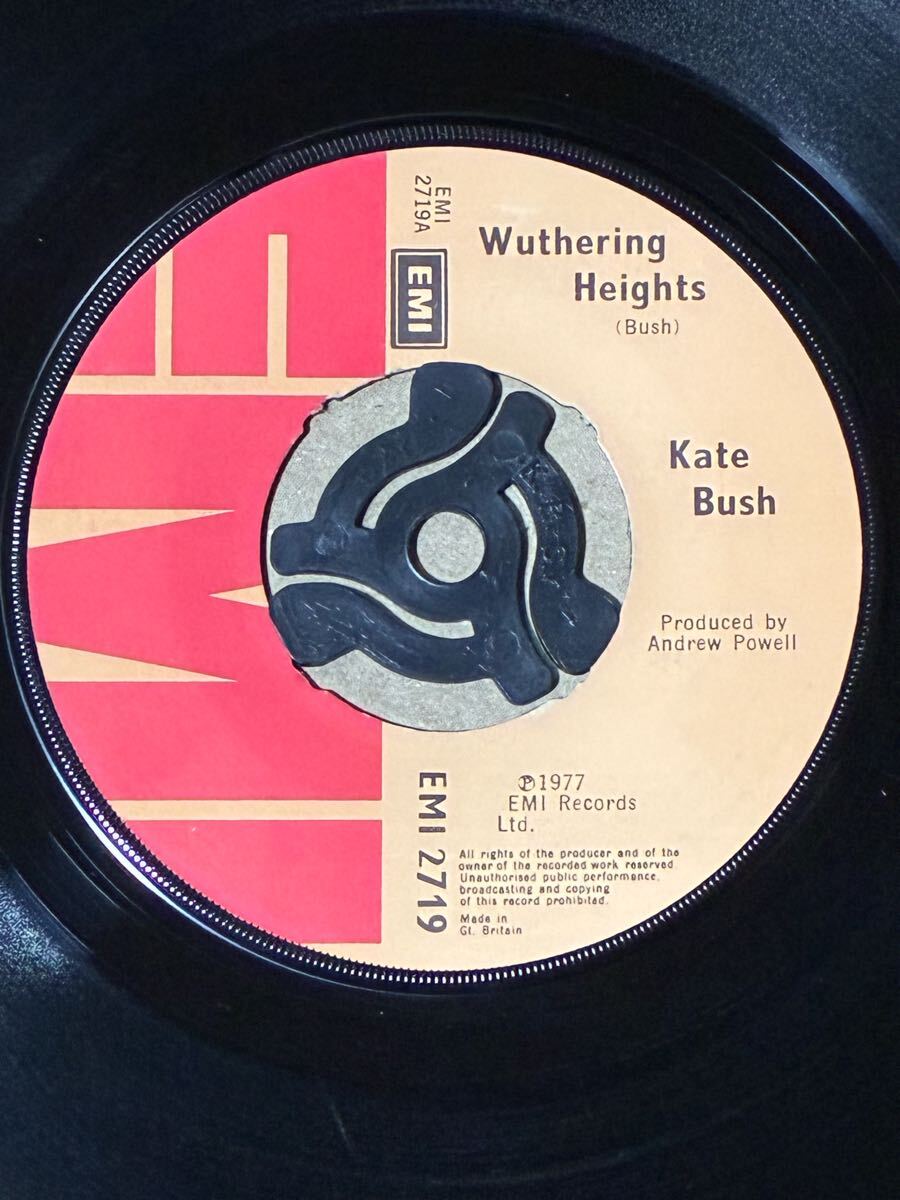 EMI
2719A
EMI
Wuthering
Heights
(Bush)
Kate
Bush
Produced by
Andrew Powell
℗1977
EMI Records
Ltd.
EMI 2719
All rights of the producer and of the
owner of the recorded work reserved
Unauthorised public performance,
broadcasting and copying
of this record prohibited.
Made in
Gt. Britain
EMI